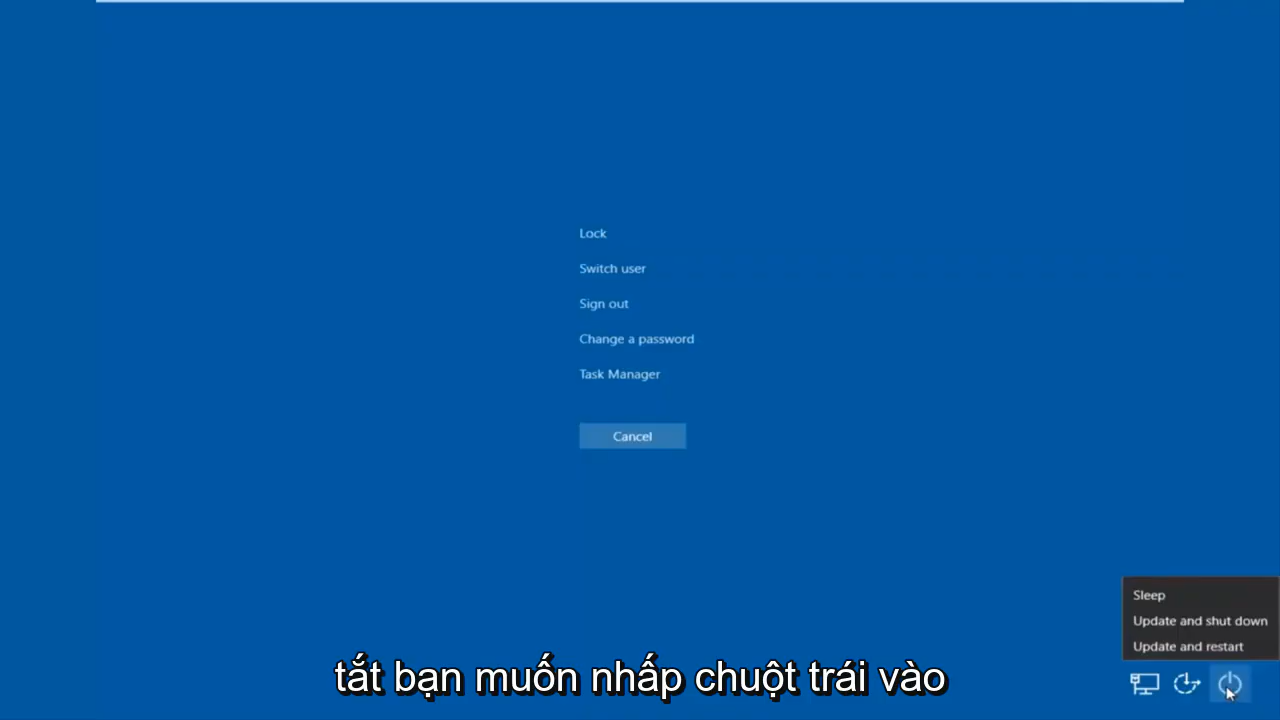 Lock
Switch user
Sign out
Change a password
Task Manager
Cancel
Sleep
Update and shut down
Update and restart
tắt bạn muốn nhấp chuột trái vào